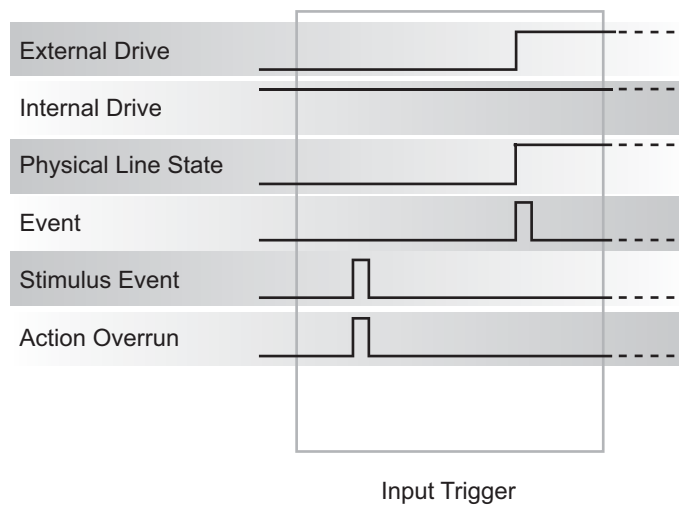 External Drive
Internal Drive
Physical Line State
Event
Stimulus Event
Action Overrun
Input Trigger